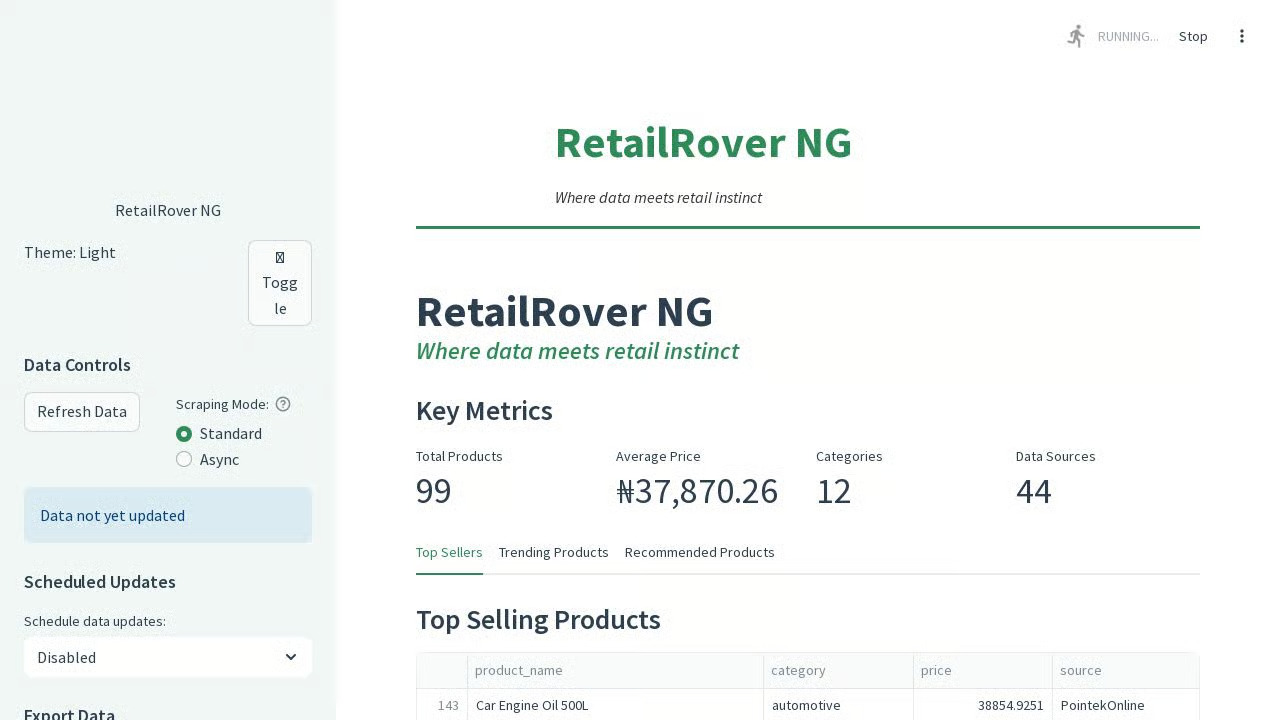 RUNNING...
Stop
RetailRover NG
Theme: Light
Togg
le
Data Controls
Refresh Data
Scraping Mode:
Standard
Async
Data not yet updated
Scheduled Updates
Schedule data updates:
Disabled
Export Data
RetailRover NG
Where data meets retail instinct
RetailRover NG
Where data meets retail instinct
Key Metrics
Total Products
Average Price
Categories
Data Sources
99
₦37,870.26
12
44
Top Sellers
Trending Products
Recommended Products
Top Selling Products
product_name
category
price
source
143
Car Engine Oil 500L
automotive
38854.9251
PointekOnline